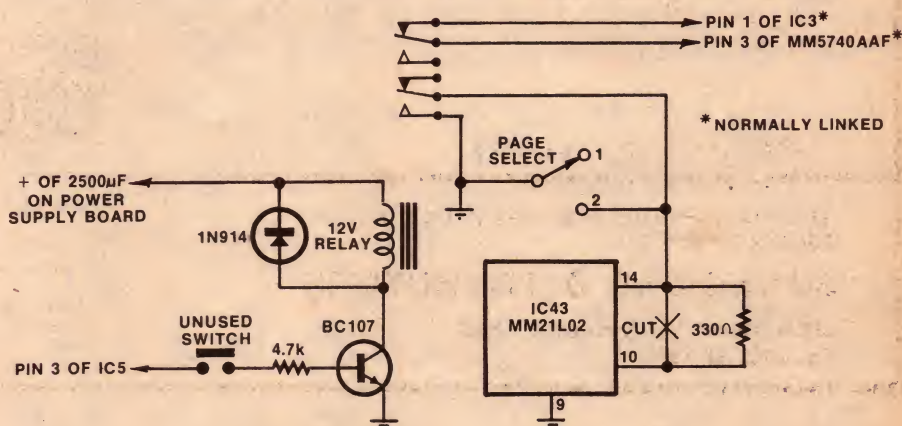 PIN 1 OF IC3*
PIN 3 OF MM5740AAF*
*NORMALLY LINKED
PAGE
SELECT
1
2
+ OF 2500µF
ON POWER
SUPPLY BOARD
1N914
12V
RELAY
IC43
MM21L02
14
CUT
330Ω
10
9
UNUSED
SWITCH
4.7k
BC107
PIN 3 OF IC5